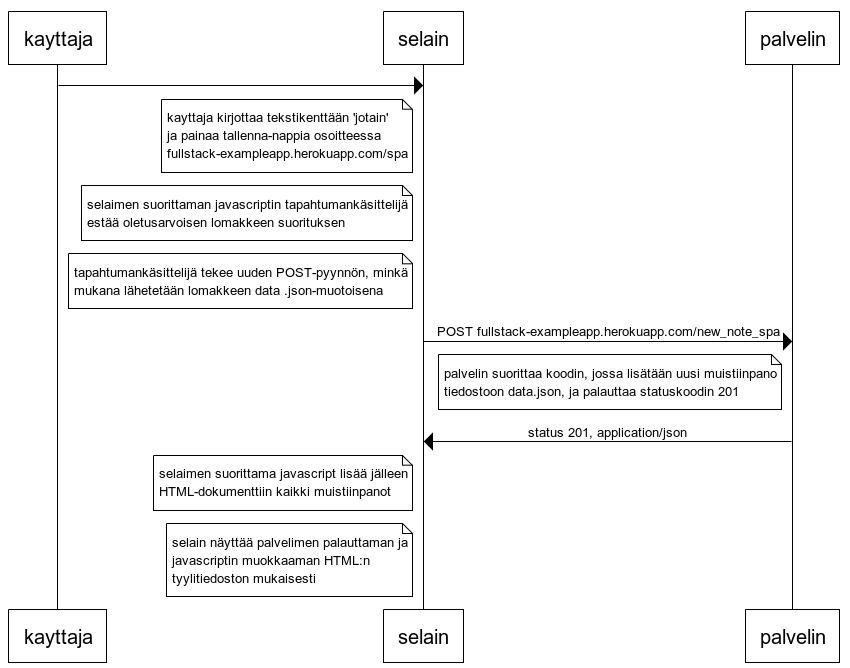 kayttaja
selain
palvelin
kayttaja kirjottaa tekstikenttään 'jotain'
ja painaa tallenna-nappia osoitteessa
fullstack-exampleapp.herokuapp.com/spa
selaimen suorittaman javascriptin tapahtumankäsittelijä
estää oletusarvoisen lomakkeen suorituksen
tapahtumankäsittelijä tekee uuden POST-pyynnön, minkä
mukana lähetetään lomakkeen data .json-muotoisena
POST fullstack-exampleapp.herokuapp.com/new_note_spa
palvelin suorittaa koodin, jossa lisätään uusi muistiinpano
tiedostoon data.json, ja palauttaa statuskoodin 201
status 201, application/json
selaimen suorittama javascript lisää jälleen
HTML-dokumenttiin kaikki muistiinpanot
selain näyttää palvelimen palauttaman ja
javascriptin muokkaaman HTML:n
tyylitiedoston mukaisesti
kayttaja
selain
palvelin